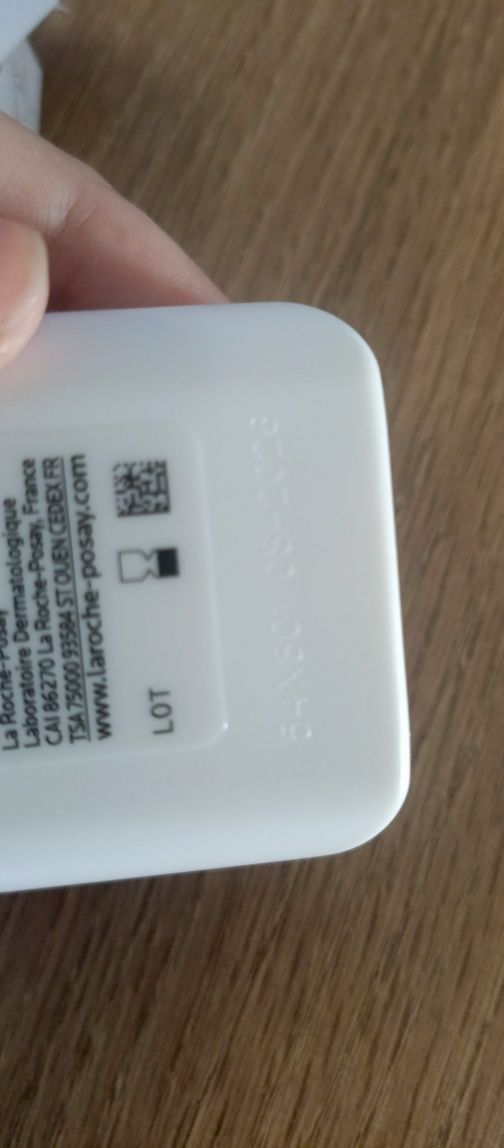 La Roche-Posay
Laboratoire Dermatologique
CAI 86270 La Roche-Posay, France
TSA 75000 93584 ST OUEN CEDEX FR
www.laroche-posay.com
LOT